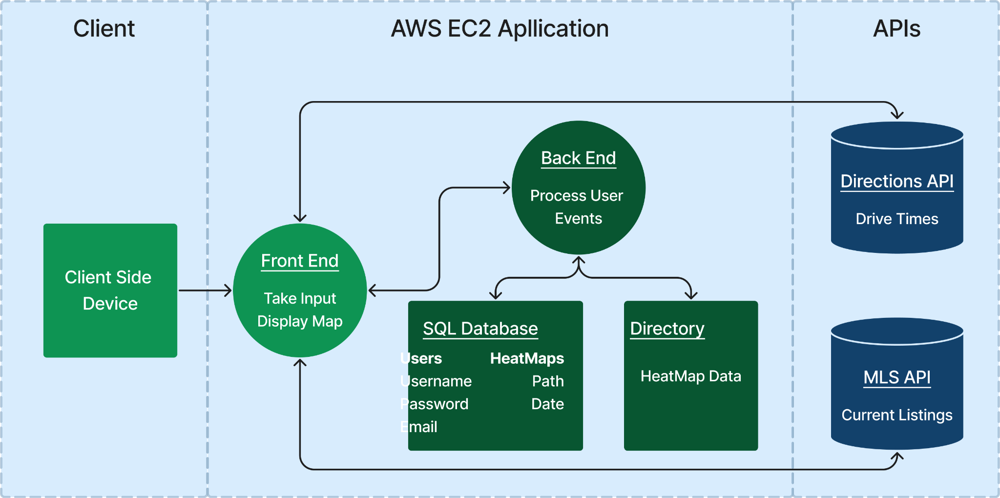 Client
AWS EC2 Apllication
APIs
Client Side
Device
Front End
Take Input
Display Map
Back End
Process User
Events
SQL Database
Users HeatMaps
Username Path
Password Date
Email
Directory
HeatMap Data
Directions API
Drive Times
MLS API
Current Listings